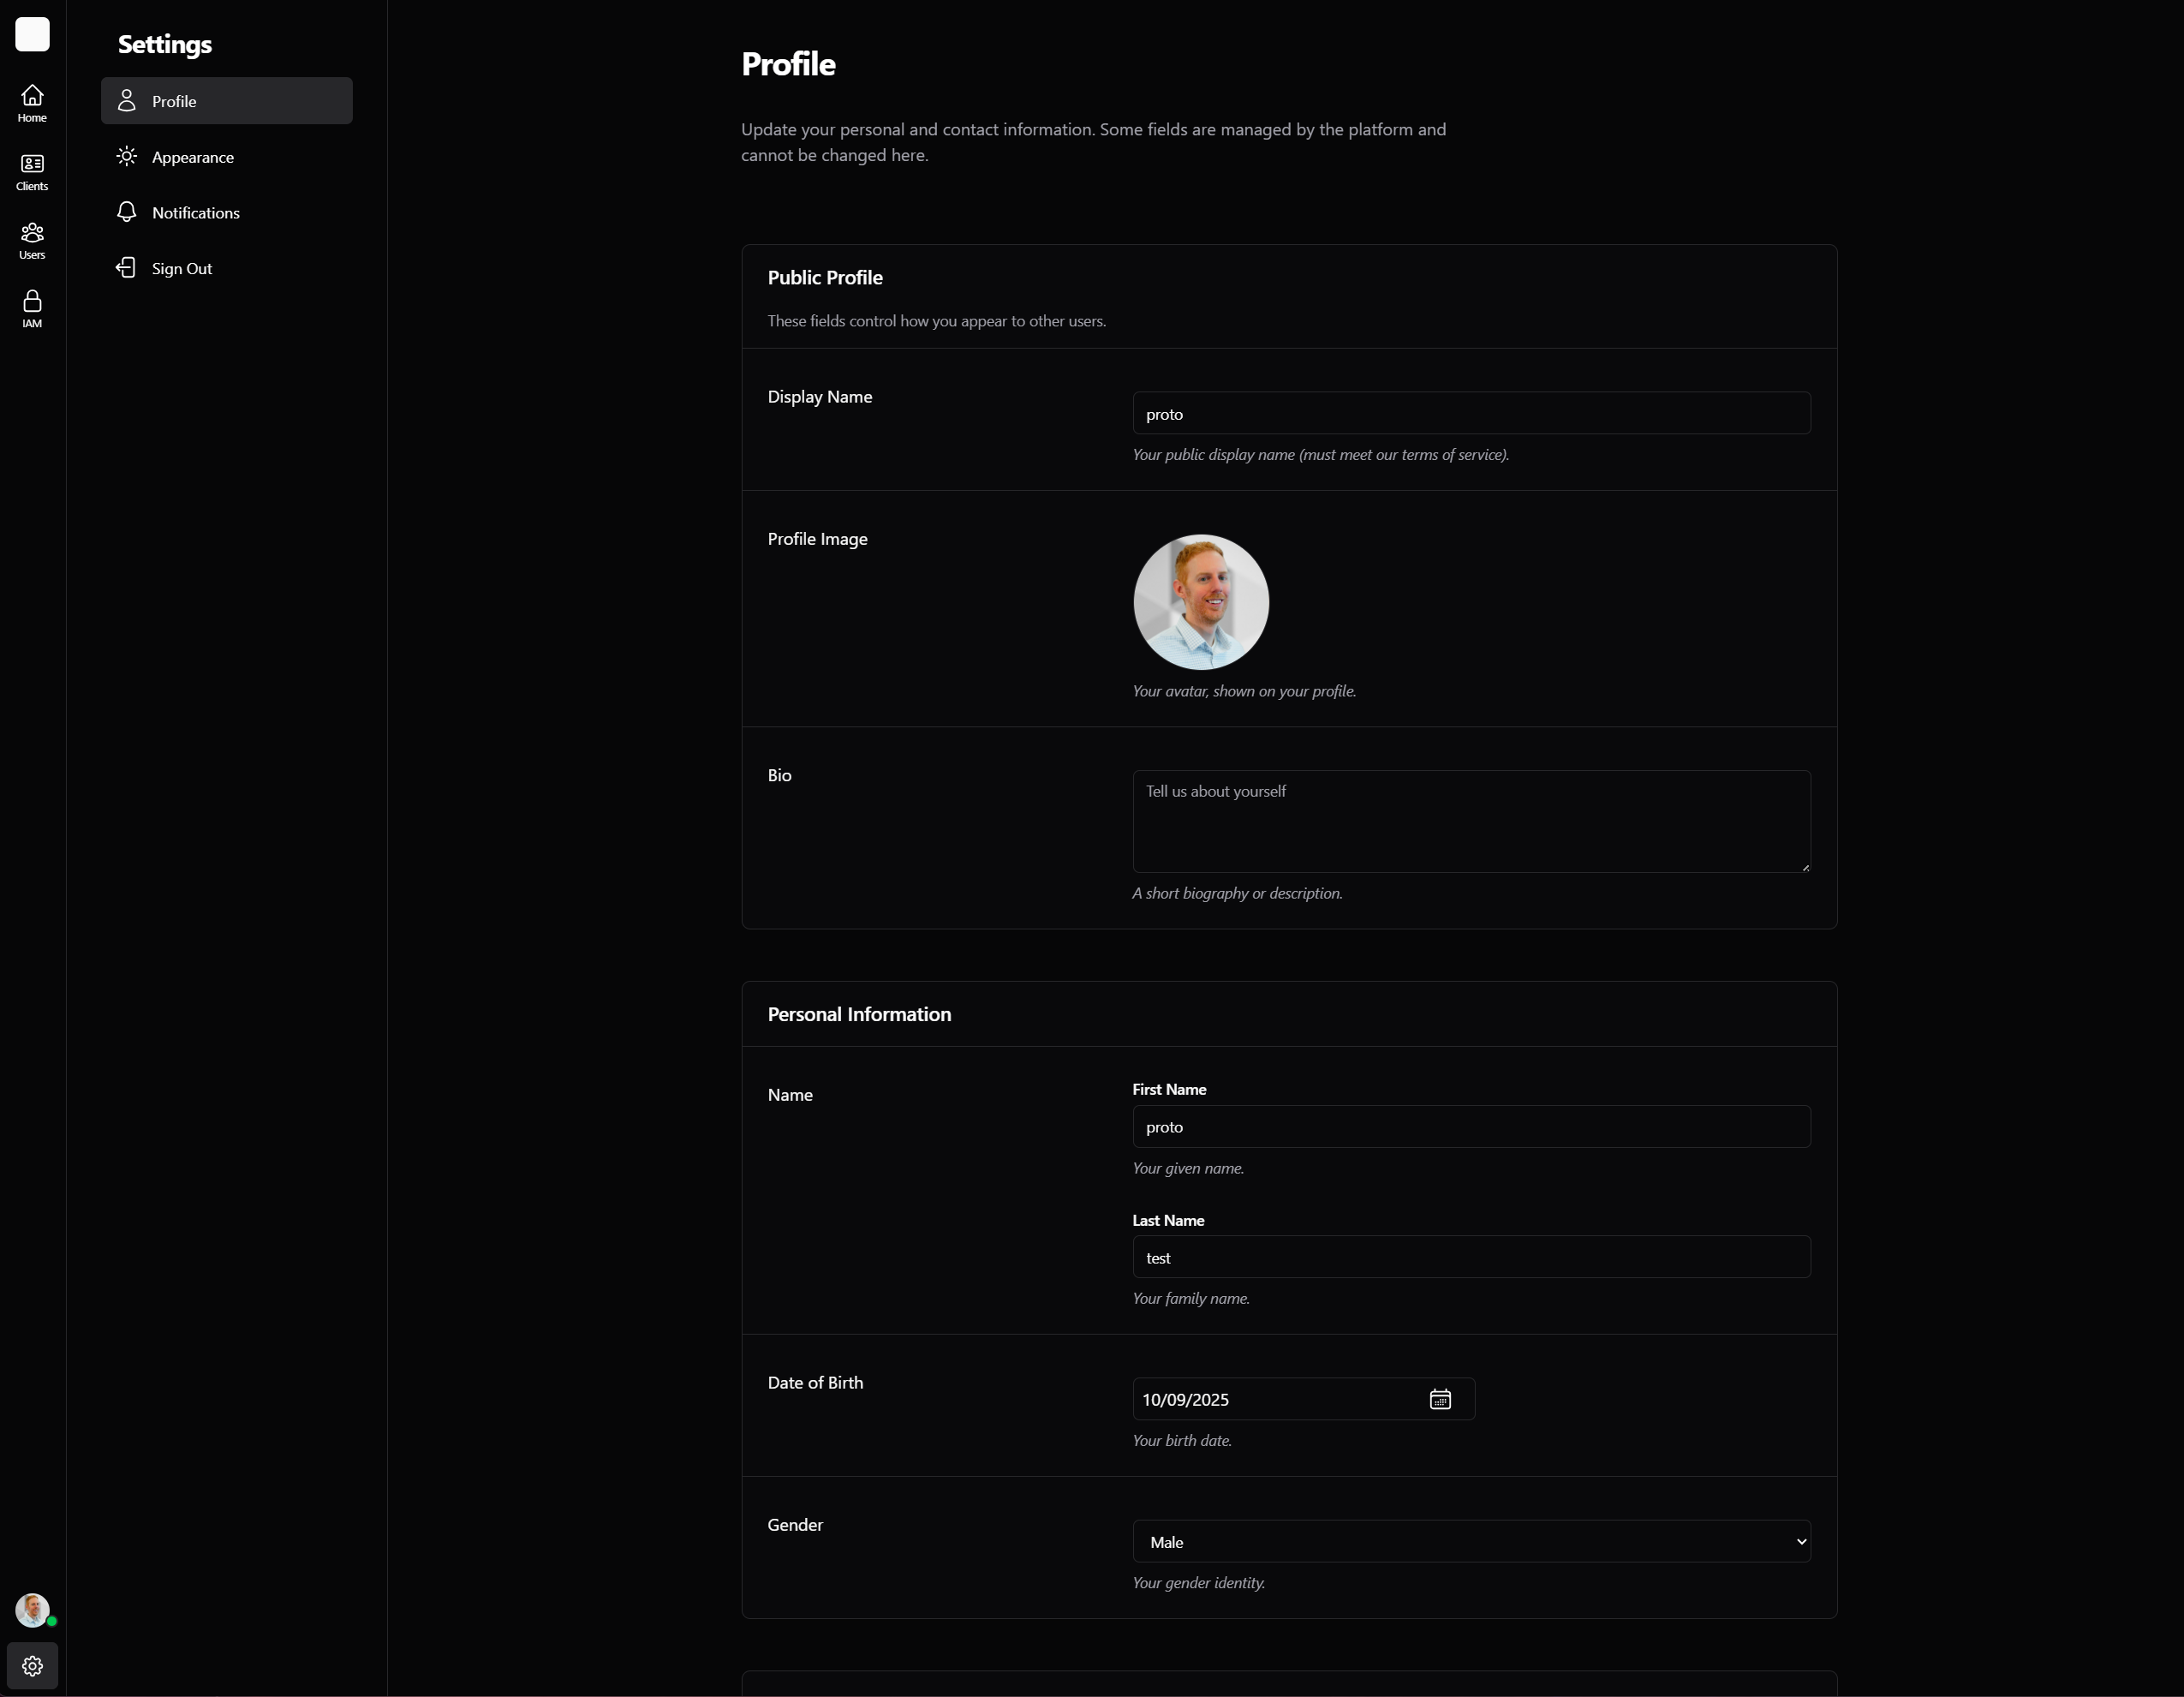 Settings
Profile
Appearance
Notifications
Sign Out
Home
Clients
Users
IAM
Profile
Update your personal and contact information. Some fields are managed by the platform and
cannot be changed here.
Public Profile
These fields control how you appear to other users.
Display Name
proto
Your public display name (must meet our terms of service).
Profile Image
Your avatar, shown on your profile.
Bio
Tell us about yourself
A short biography or description.
Personal Information
Name
First Name
proto
Your given name.
Last Name
test
Your family name.
Date of Birth
10/09/2025
Your birth date.
Gender
Male
Your gender identity.